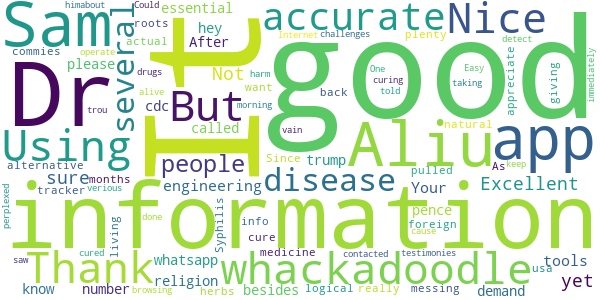 himabout
Could
Sam
commies
hey
essential
roots
actual
After
operate
please
several
Dr
It
drugs
alive
trou
But
cdc
Not
called
Using
people
alternative
sure
months
tracker
verious
engineering
perplexed
done
living
info
Syphilis
cure
cured
saw
Thank
whatsapp
medicine
religion
know
number
browsing
herbs
besides
logical
really
messing
demand
usa
As
yet
tools
whackadoodle
contacted
testimonies
cause
information
foreign
pence
Your
Excellent
disease
Since
trump
pulled
natural
keep
taking
Aliu
app
good
vain
morning
want
harm
back
told
One
curing
Easy
accurate
Nice
Internet
challenges
plenty
detect
appreciate
giving
immediately